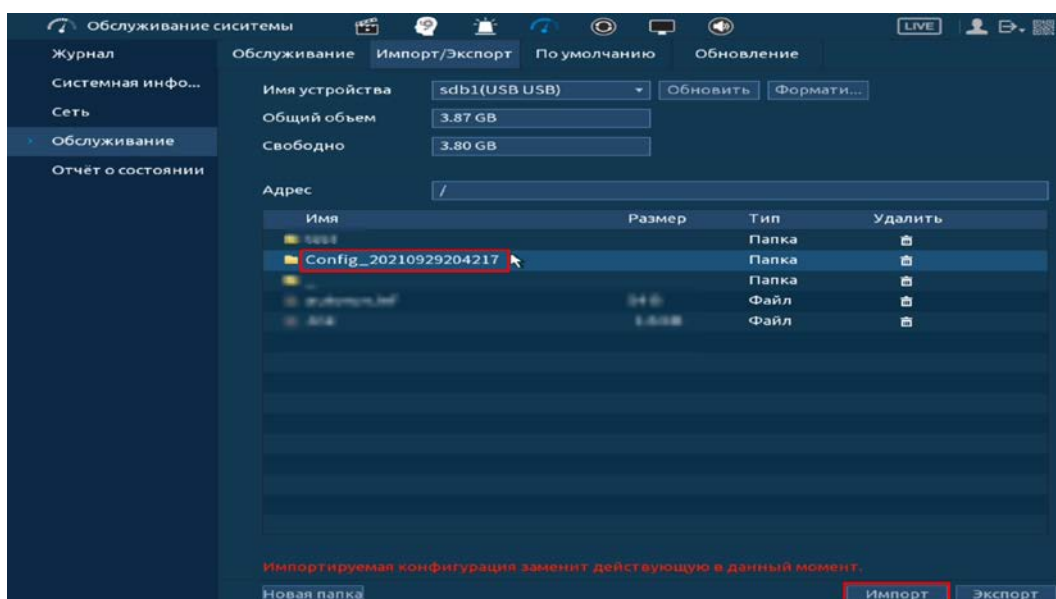 Обслуживание сиситемы LIVE
Журнал
Обслуживание Импорт/Экспорт По умолчанию Обновление
Системная инфо...
Имя устройства sdb1(USB USB) Обновить Формати...
Сеть
Общий объем 3.87 GB
Обслуживание
Свободно 3.80 GB
Отчёт о состоянии
Адрес /
Имя Размер Тип Удалить
Папка
Config_20210929204217 Папка
_ Папка
Файл
Файл
Импортируемая конфигурация заменит действующую в данный момент.
Новая папка Импорт Экспорт